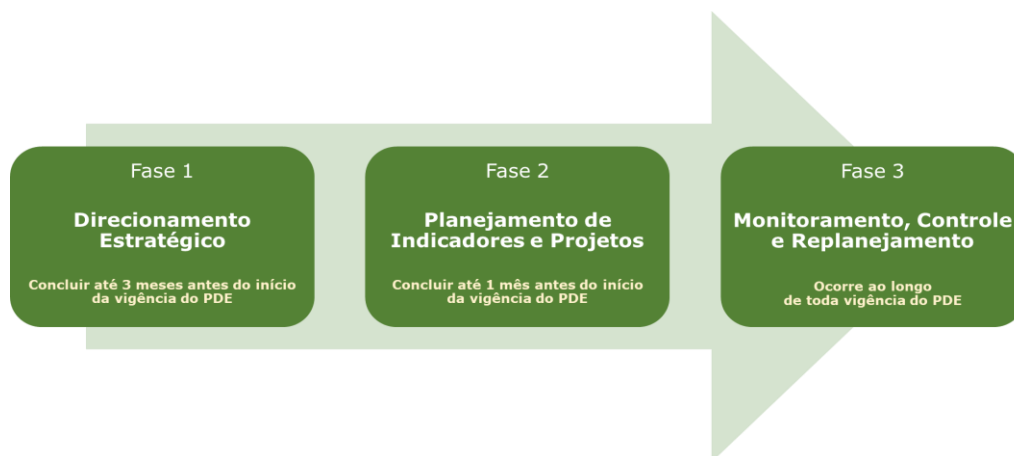 Fase 1
Direcionamento
Estratégico
Concluir até 3 meses antes do início
da vigência do PDE
Fase 2
Planejamento de
Indicadores e Projetos
Concluir até 1 mês antes do início
da vigência do PDE
Fase 3
Monitoramento, Controle
e Replanejamento
Ocorre ao longo
de toda vigência do PDE